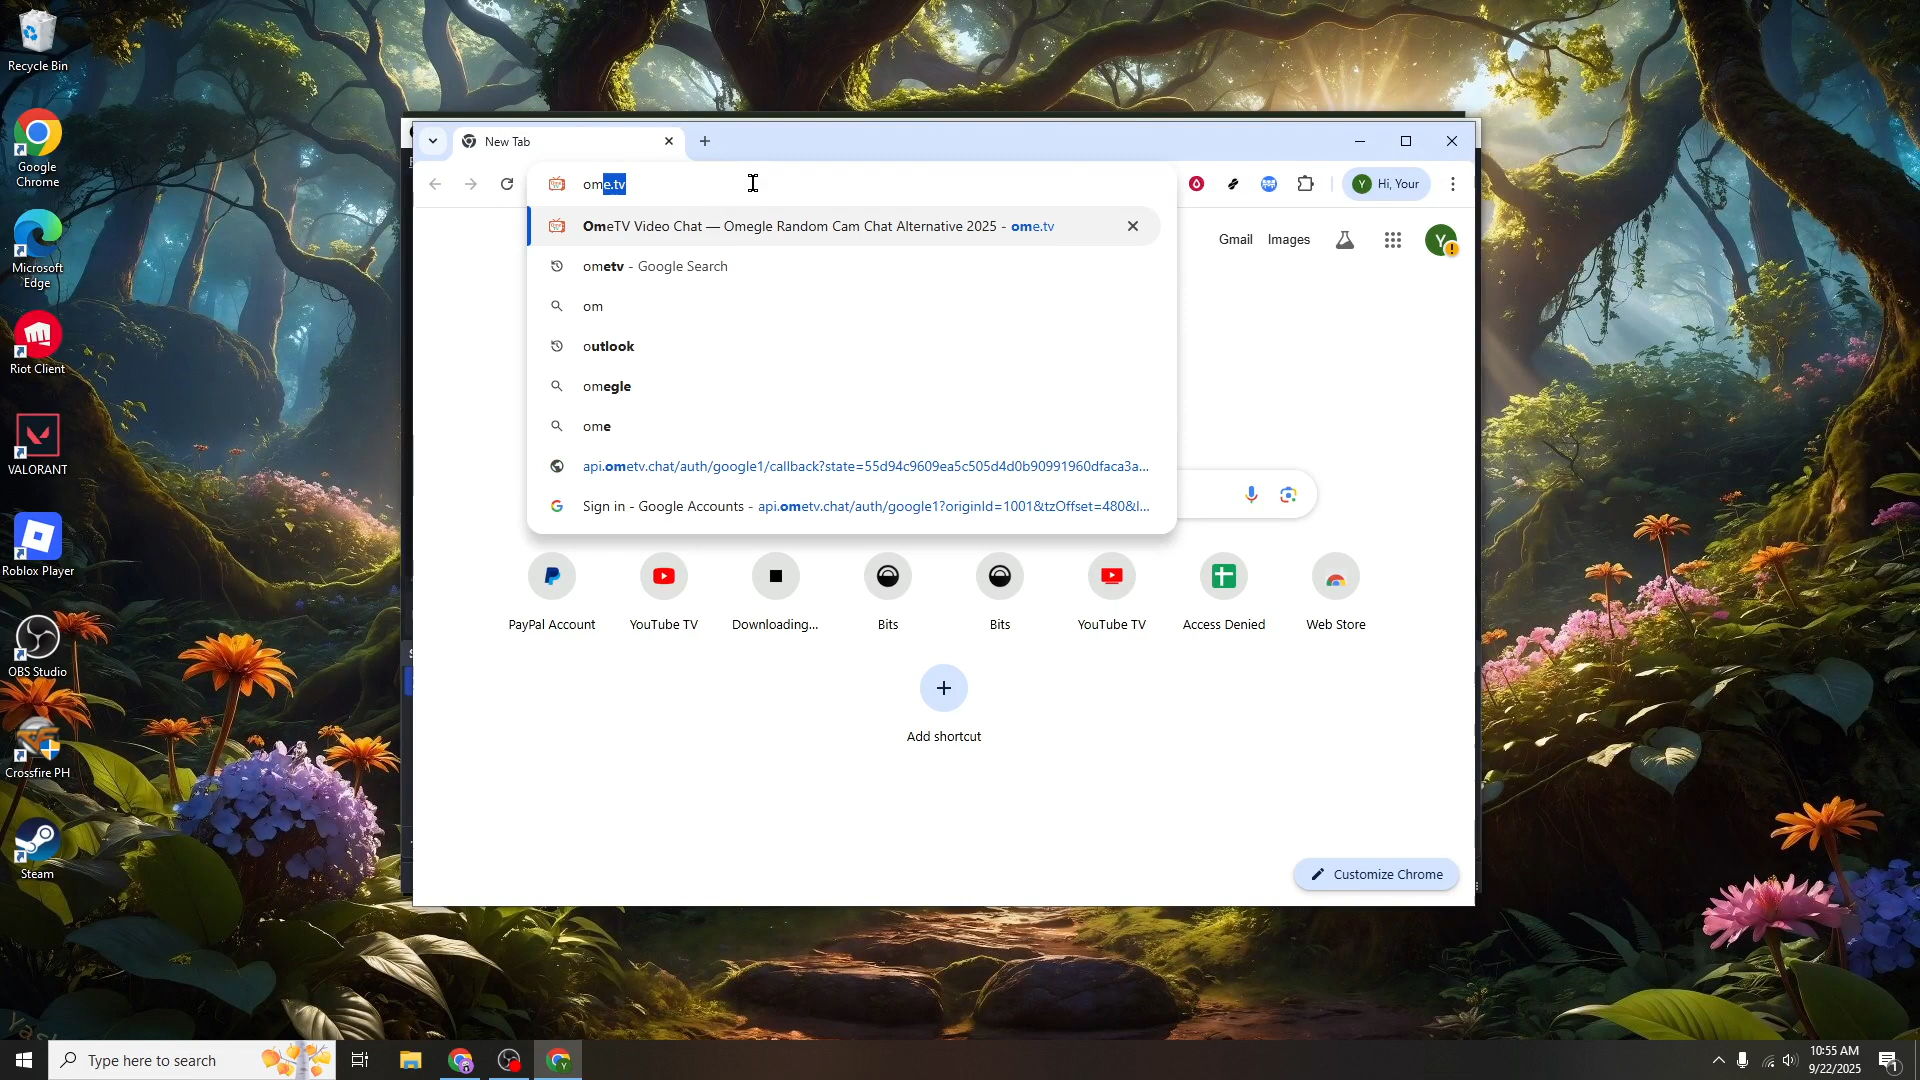 Recycle Bin
Google
Chrome
Microsoft
Edge
Riot Client
VALORANT
Roblox Player
OBS Studio
Crossfire PH
Steam
New Tab
ome.tv
Hi, Your
Y
OmeTV Video Chat — Omegle Random Cam Chat Alternative 2025 - ome.tv
ometv - Google Search
om
outlook
omegle
ome
api.ometv.chat/auth/google1/callback?state=55d94c9609ea5c505d4d0b90991960dfaca3a...
Sign in - Google Accounts - api.ometv.chat/auth/google1?originId=1001&tzOffset=480&l...
Gmail
Images
Y
PayPal Account
YouTube TV
Downloading...
Bits
Bits
YouTube TV
Access Denied
Web Store
Add shortcut
Customize Chrome
Type here to search
10:55 AM
9/22/2025
1